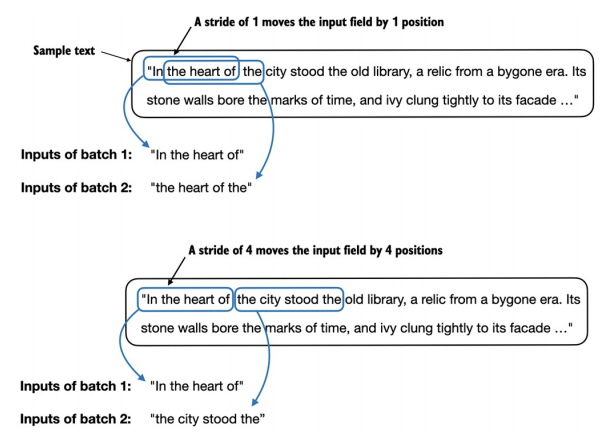 A stride of 1 moves the input field by 1 position
Sample text
"In the heart of the city stood the old library, a relic from a bygone era. Its
stone walls bore the marks of time, and ivy clung tightly to its facade ..."
Inputs of batch 1: "In the heart of"
Inputs of batch 2: "the heart of the"
A stride of 4 moves the input field by 4 positions
"In the heart of the city stood the old library, a relic from a bygone era. Its
stone walls bore the marks of time, and ivy clung tightly to its facade ..."
Inputs of batch 1: "In the heart of"
Inputs of batch 2: "the city stood the”